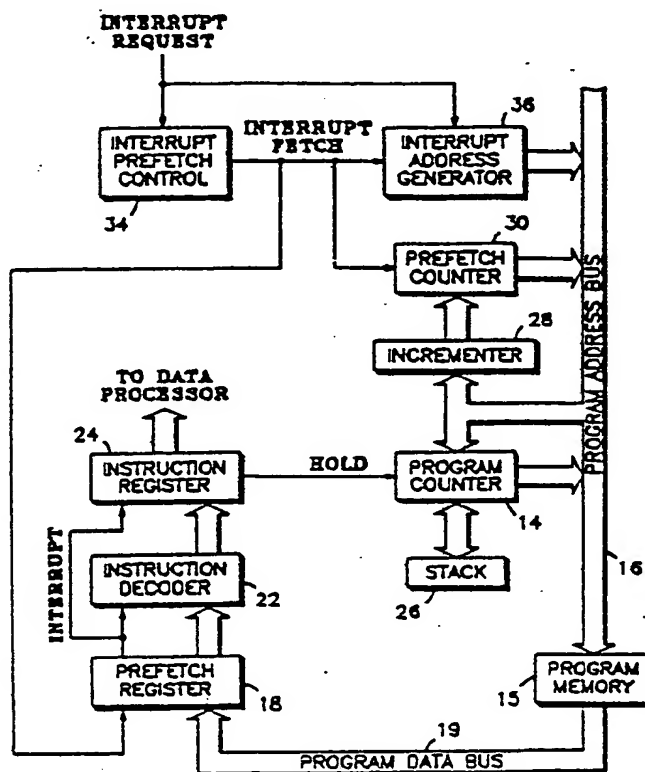 INTERRUPT
REQUEST
36
INTERRUPT
PREFETCH
CONTROL
34
INTERRUPT
FETCH
INTERRUPT
ADDRESS
GENERATOR
30
PREFETCH
COUNTER
28
INCREMENTER
PROGRAM ADDRESS BUS
TO DATA
PROCESSOR
24
INSTRUCTION
REGISTER
HOLD
PROGRAM
COUNTER
14
16
INTERRUPT
INSTRUCTION
DECODER
22
STACK
26
PREFETCH
REGISTER
18
15
PROGRAM
MEMORY
19
PROGRAM DATA BUS